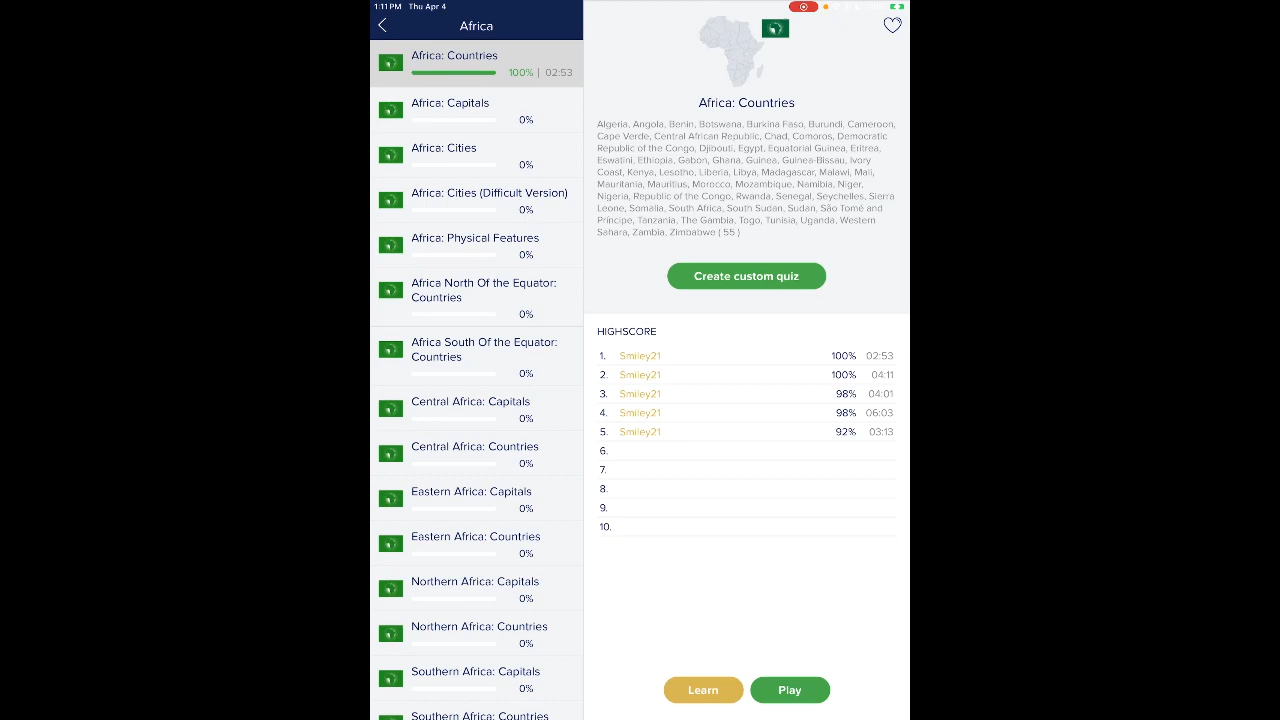 1:11 PM Thu Apr 4
Africa
Africa: Countries
100% | 02:53
Africa: Capitals
0%
Africa: Cities
0%
Africa: Cities (Difficult Version)
0%
Africa: Physical Features
0%
Africa North Of the Equator:
Countries
0%
Africa South Of the Equator:
Countries
0%
Central Africa: Capitals
0%
Central Africa: Countries
0%
Eastern Africa: Capitals
0%
Eastern Africa: Countries
0%
Northern Africa: Capitals
0%
Northern Africa: Countries
0%
Southern Africa: Capitals
0%
Southern Africa: Countries
Africa: Countries
Algeria, Angola, Benin, Botswana, Burkina Faso, Burundi, Cameroon,
Cape Verde, Central African Republic, Chad, Comoros, Democratic
Republic of the Congo, Djibouti, Egypt, Equatorial Guinea, Eritrea,
Eswatini, Ethiopia, Gabon, Ghana, Guinea, Guinea-Bissau, Ivory
Coast, Kenya, Lesotho, Liberia, Libya, Madagascar, Malawi, Mali,
Mauritania, Mauritius, Morocco, Mozambique, Namibia, Niger,
Nigeria, Republic of the Congo, Rwanda, Senegal, Seychelles, Sierra
Leone, Somalia, South Africa, South Sudan, Sudan, São Tomé and
Príncipe, Tanzania, The Gambia, Togo, Tunisia, Uganda, Western
Sahara, Zambia, Zimbabwe ( 55 )
Create custom quiz
HIGHSCORE
1. Smiley21 100% 02:53
2. Smiley21 100% 04:11
3. Smiley21 98% 04:01
4. Smiley21 98% 06:03
5. Smiley21 92% 03:13
6.
7.
8.
9.
10.
Learn
Play